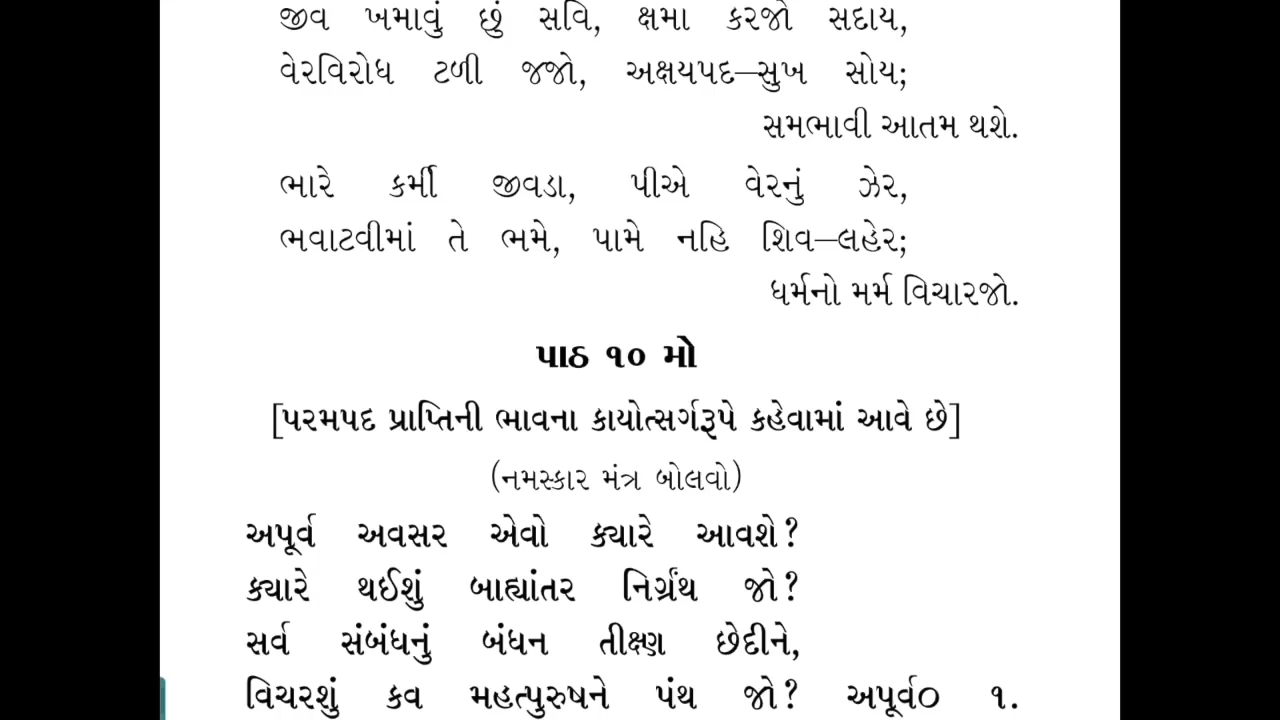 જીવ ખમાવું છું સવિ, ક્ષમા કરજો સદાય,
વેરવિરોધ ટળી જજો, અક્ષયપદ–સુખ સોય;
સમભાવી આતમ થશે.
ભારે કર્મી જીવડા, પીએ વેરનું ઝેર,
ભવાટવીમાં તે ભમે, પામે નહિ શિવ–લહેર;
ધર્મનો મર્મ વિચારજો.
પાઠ ૧૦ મો
[પરમપદ પ્રાપ્તિની ભાવના કાયોત્સર્ગરૂપે કહેવામાં આવે છે]
(નમસ્કાર મંત્ર બોલવો)
અપૂર્વ અવસર એવો ક્યારે આવશે?
ક્યારે થઈશું બાહ્યાંતર નિર્ગ્રંથ જો?
સર્વ સંબંધનું બંધન તીક્ષ્ણ છેદીને,
વિચરશું કવ મહત્પુરુષને પંથ જો? અપૂર્વ૦ ૧.